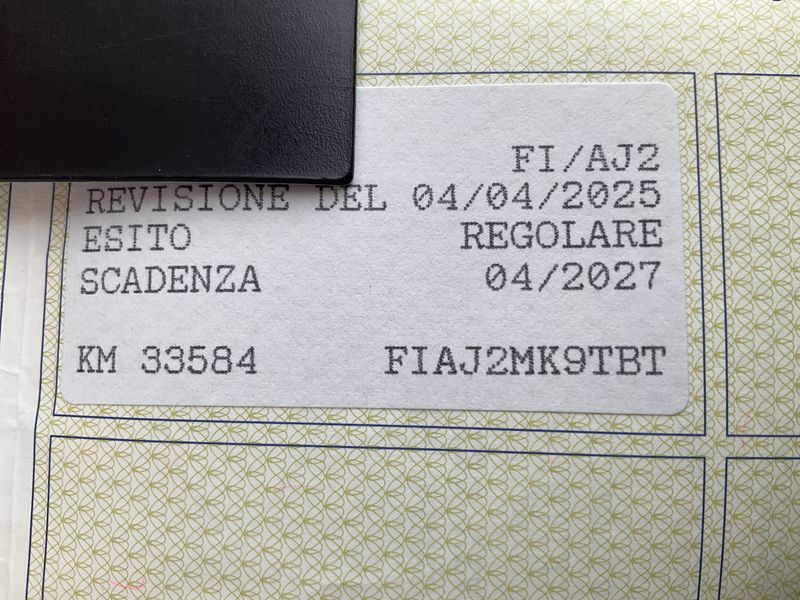 FI/AJ2
REVISIONE DEL 04/04/2025
ESITO REGOLARE
SCADENZA 04/2027
KM 33584 FIAJ2MK9TBT